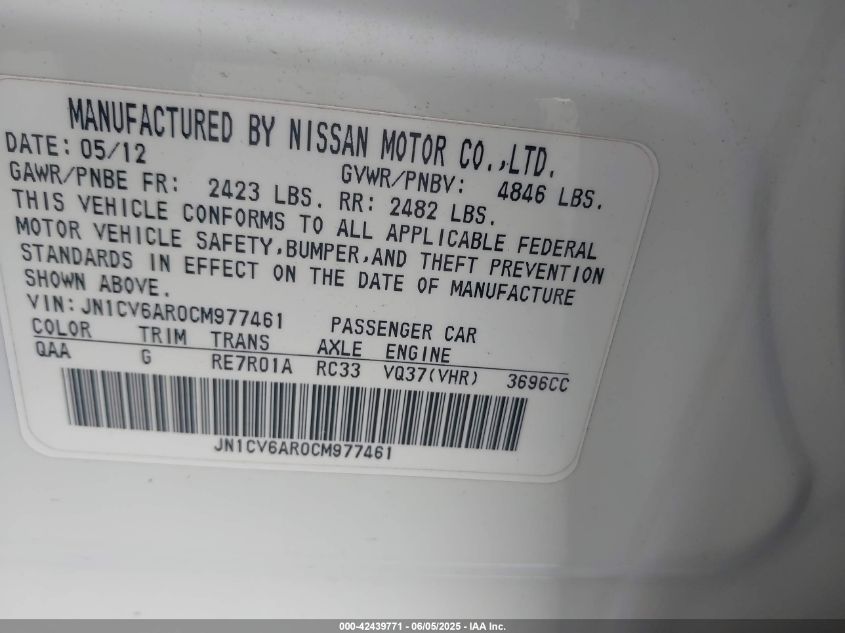 MANUFACTURED BY NISSAN MOTOR CO.,LTD.
DATE: 05/12 GVWR/PNBV: 4846 LBS.
GAWR/PNBE FR: 2423 LBS. RR: 2482 LBS.
THIS VEHICLE CONFORMS TO ALL APPLICABLE FEDERAL
MOTOR VEHICLE SAFETY,BUMPER,AND THEFT PREVENTION
STANDARDS IN EFFECT ON THE DATE OF MANUFACTURE
SHOWN ABOVE.
VIN: JN1CV6AR0CM977461 PASSENGER CAR
COLOR TRIM TRANS AXLE ENGINE
QAA G RE7R01A RC33 VQ37(VHR) 3696CC
JN1CV6AR0CM977461
000-42439771 - 06/05/2025 - IAA Inc.